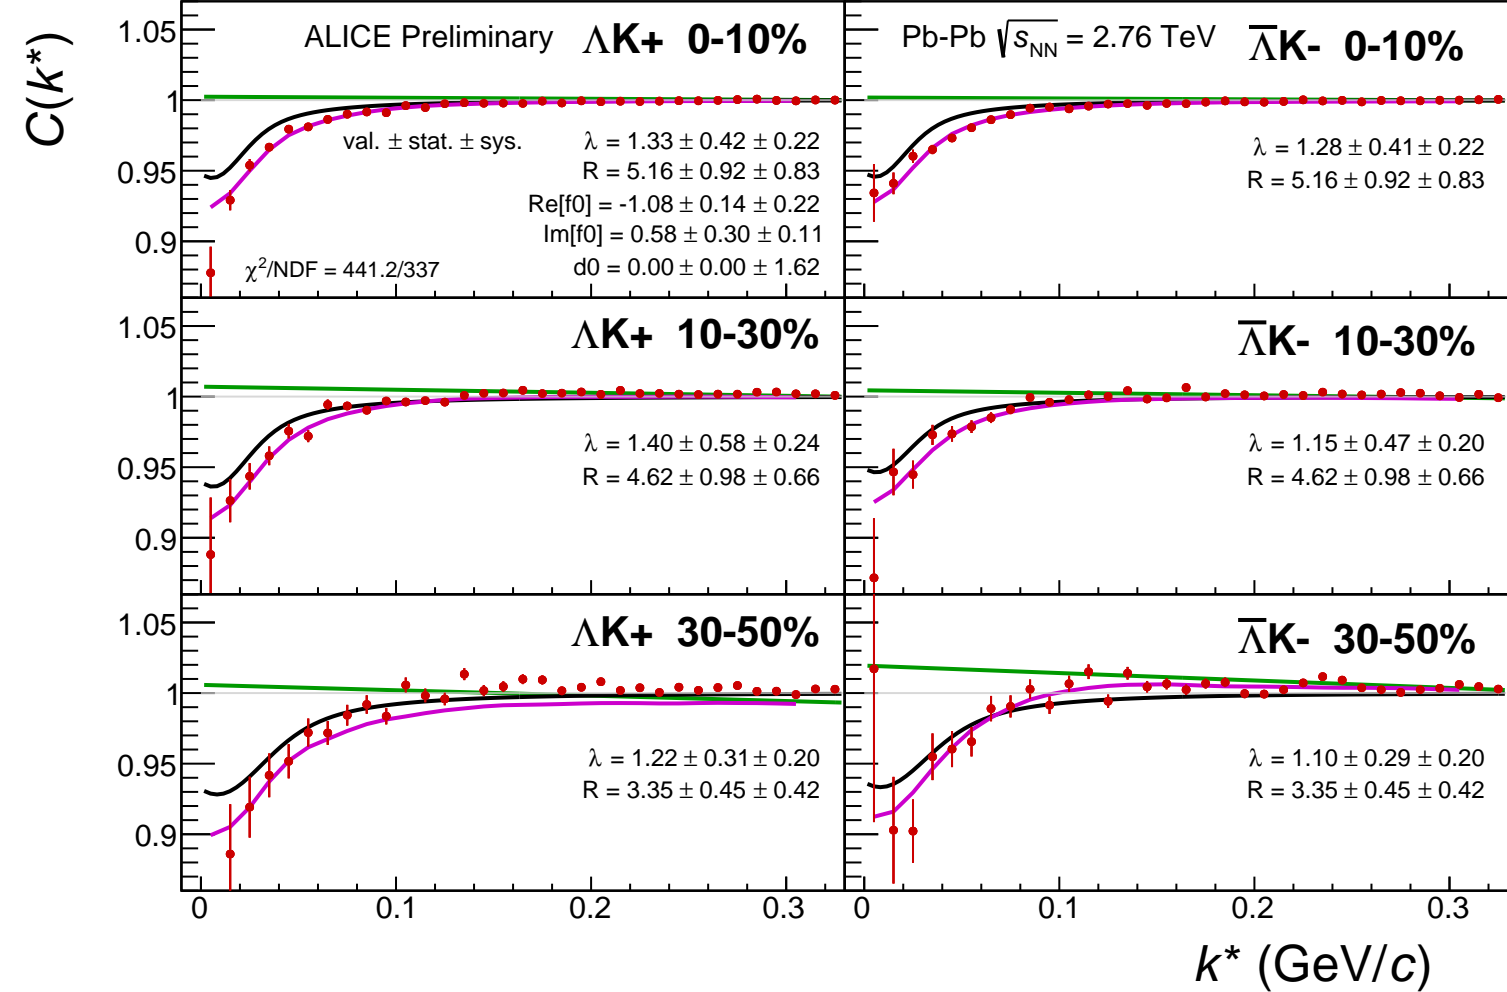 C(k*)
ALICE Preliminary ΛK+ 0-10%
1.05
1
0.95
0.9
val. ± stat. ± sys.
λ = 1.33 ± 0.42 ± 0.22
R = 5.16 ± 0.92 ± 0.83
Re[f0] = -1.08 ± 0.14 ± 0.22
Im[f0] = 0.58 ± 0.30 ± 0.11
d0 = 0.00 ± 0.00 ± 1.62
χ²/NDF = 441.2/337
Pb-Pb √sNN = 2.76 TeV Λ̅K- 0-10%
λ = 1.28 ± 0.41 ± 0.22
R = 5.16 ± 0.92 ± 0.83
ΛK+ 10-30%
1.05
1
0.95
0.9
λ = 1.40 ± 0.58 ± 0.24
R = 4.62 ± 0.98 ± 0.66
Λ̅K- 10-30%
λ = 1.15 ± 0.47 ± 0.20
R = 4.62 ± 0.98 ± 0.66
ΛK+ 30-50%
1.05
1
0.95
0.9
λ = 1.22 ± 0.31 ± 0.20
R = 3.35 ± 0.45 ± 0.42
Λ̅K- 30-50%
λ = 1.10 ± 0.29 ± 0.20
R = 3.35 ± 0.45 ± 0.42
0 0.1 0.2 0.3 0 0.1 0.2 0.3
k* (GeV/c)